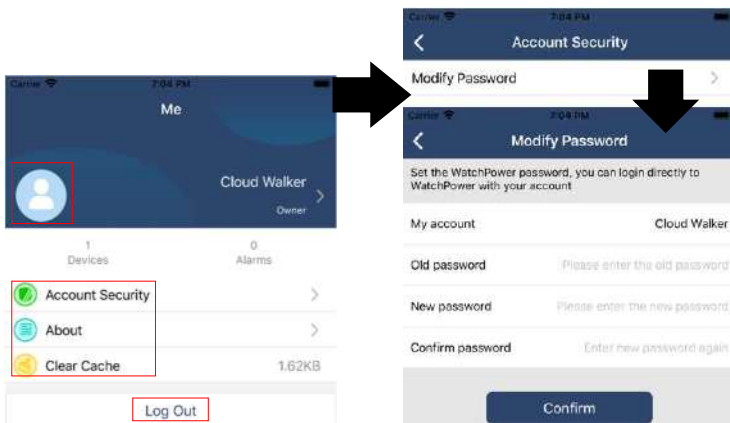 Carrier 7:04 PM
Me
Cloud Walker
Owner
1
Devices
0
Alarms
Account Security
About
Clear Cache 1.62KB
Log Out
Carrier 7:04 PM
Account Security
Modify Password
Carrier 7:04 PM
Modify Password
Set the WatchPower password, you can login directly to
WatchPower with your account
My account Cloud Walker
Old password Please enter the old password
New password Please enter the new password
Confirm password Enter new password again
Confirm